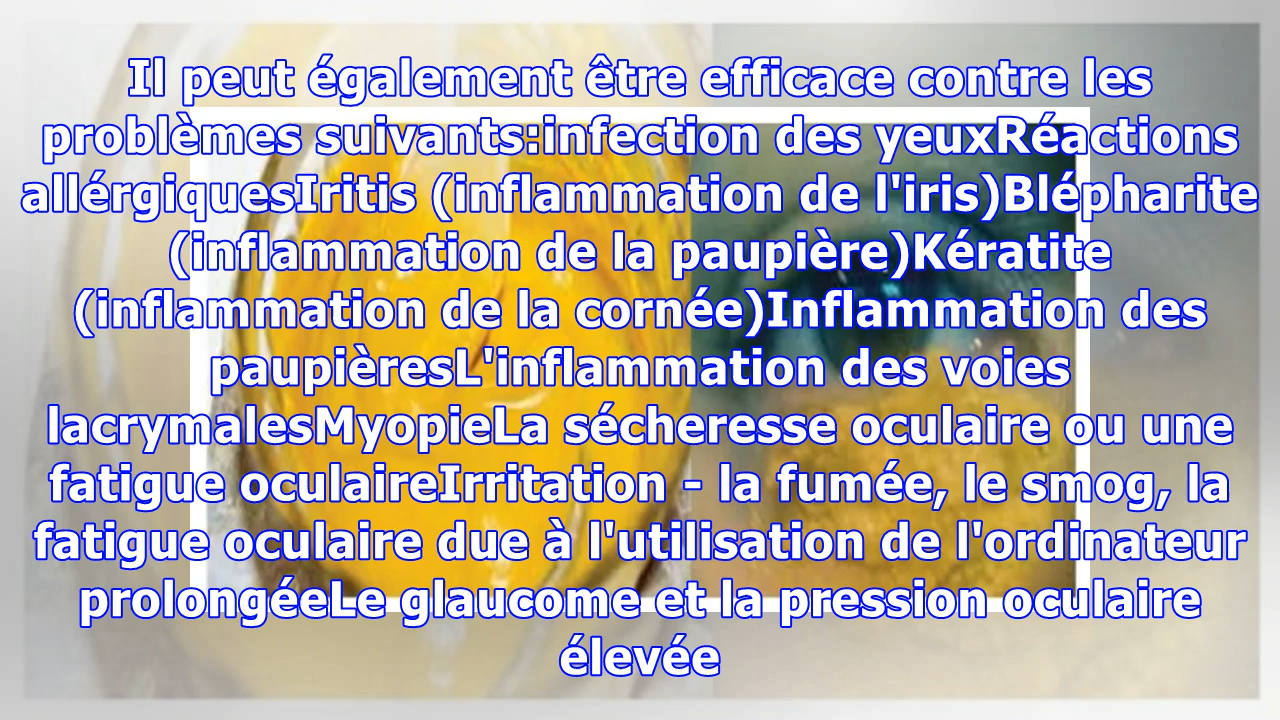 Il peut également être efficace contre les
problèmes suivants:infection des yeuxRéactions
allérgiquesIritis (inflammation de l'iris)Blépharite
(inflammation de la paupière)Kératite
(inflammation de la cornée)Inflammation des
paupièresL'inflammation des voies
lacrymalesMyopieLa sécheresse oculaire ou une
fatigue oculaireIrritation - la fumée, le smog, la
fatigue oculaire due à l'utilisation de l'ordinateur
prolongéeLe glaucome et la pression oculaire
élevée